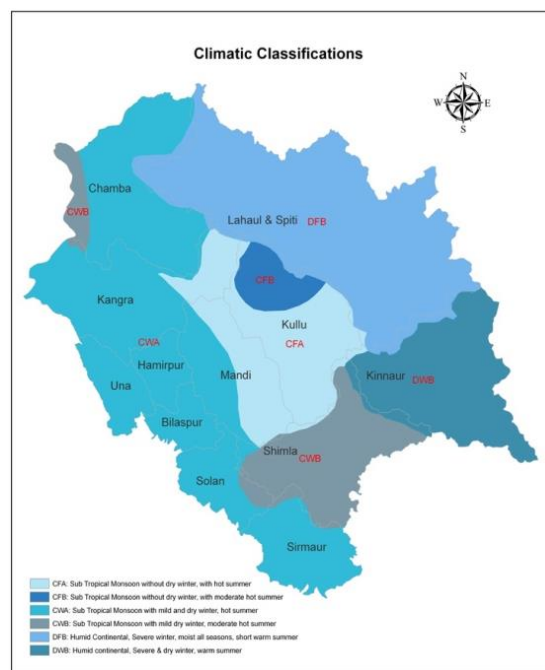 Climatic Classifications
N
W E
S
Chamba
CWB
Lahaul & Spiti DFB
CFB
Kangra
Kullu
CWA
CFA
Hamirpur
Mandi
Kinnaur
DWB
Una
Bilaspur
Shimla
CWB
Solan
Sirmaur
CFA: Sub Tropical Monsoon without dry winter, with hot summer
CFB: Sub Tropical Monsoon without dry winter, with moderate hot summer
CWA: Sub Tropical Monsoon with mild and dry winter, hot summer
CWB: Sub Tropical Monsoon with mild dry winter, moderate hot summer
DFB: Humid Continental, Severe winter, moist all seasons, short warm summer
DWB: Humid continental, Severe & dry winter, warm summer